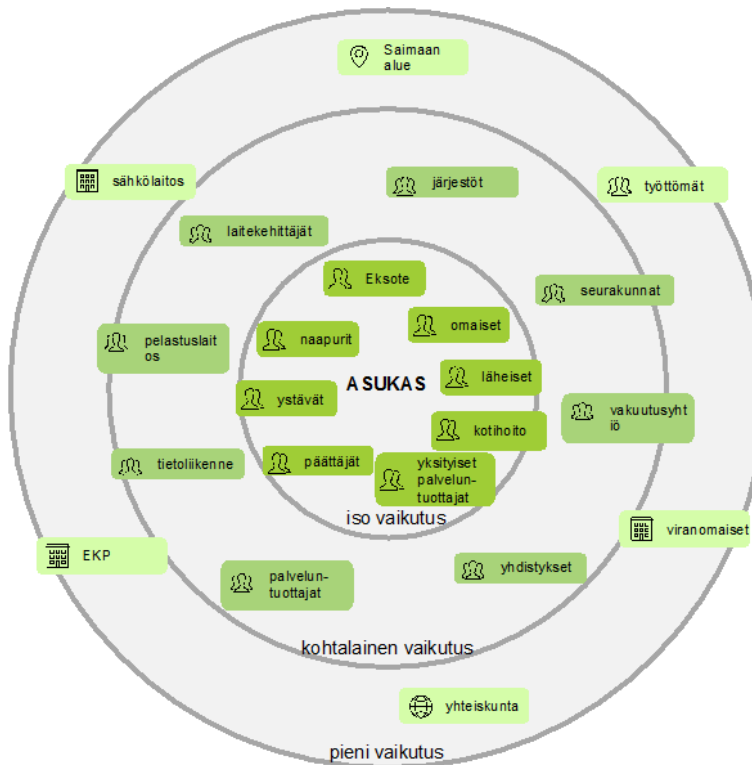 Saimaan
alue
sähkölaitos
järjestöt
työttömät
laitekehittäjät
Eksote
seurakunnat
omaiset
naapurit
pelastuslait
os
läheiset
ASUKAS
ystävät
vakuutusyht
iö
kotihoito
päättäjät
tietoliikenne
yksityiset
palvelun-
tuottajat
iso vaikutus
viranomaiset
EKP
yhdistykset
palvelun-
tuottajat
kohtalainen vaikutus
yhteiskunta
pieni vaikutus